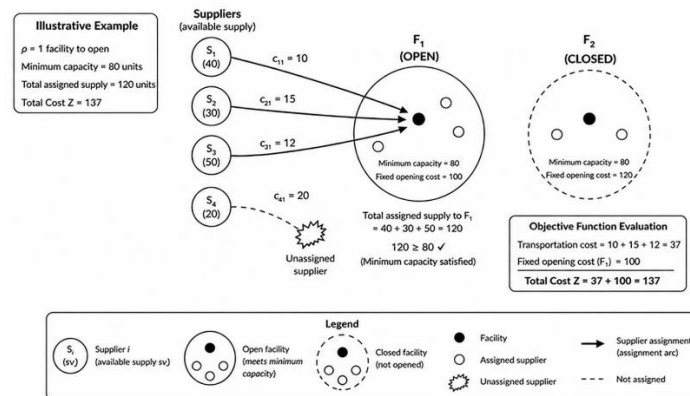 Illustrative Example
ρ = 1 facility to open
Minimum capacity = 80 units
Total assigned supply = 120 units
Total Cost Z = 137
Suppliers
(available supply)
S₁
(40)
S₂
(30)
S₃
(50)
S₄
(20)
c₁₁ = 10
c₂₁ = 15
c₃₁ = 12
c₄₁ = 20
Unassigned
supplier
F₁
(OPEN)
Minimum capacity = 80
Fixed opening cost = 100
Total assigned supply to F₁
= 40 + 30 + 50 = 120
120 ≥ 80 ✓
(Minimum capacity satisfied)
F₂
(CLOSED)
Minimum capacity = 80
Fixed opening cost = 120
Objective Function Evaluation
Transportation cost = 10 + 15 + 12 = 37
Fixed opening cost (F₁) = 100
Total Cost Z = 37 + 100 = 137
Legend
Sᵢ
(sv)
Supplier i
(available supply sv)
Open facility
(meets minimum
capacity)
Closed facility
(not opened)
Facility
Assigned supplier
Unassigned supplier
Supplier assignment
(assignment arc)
Not assigned